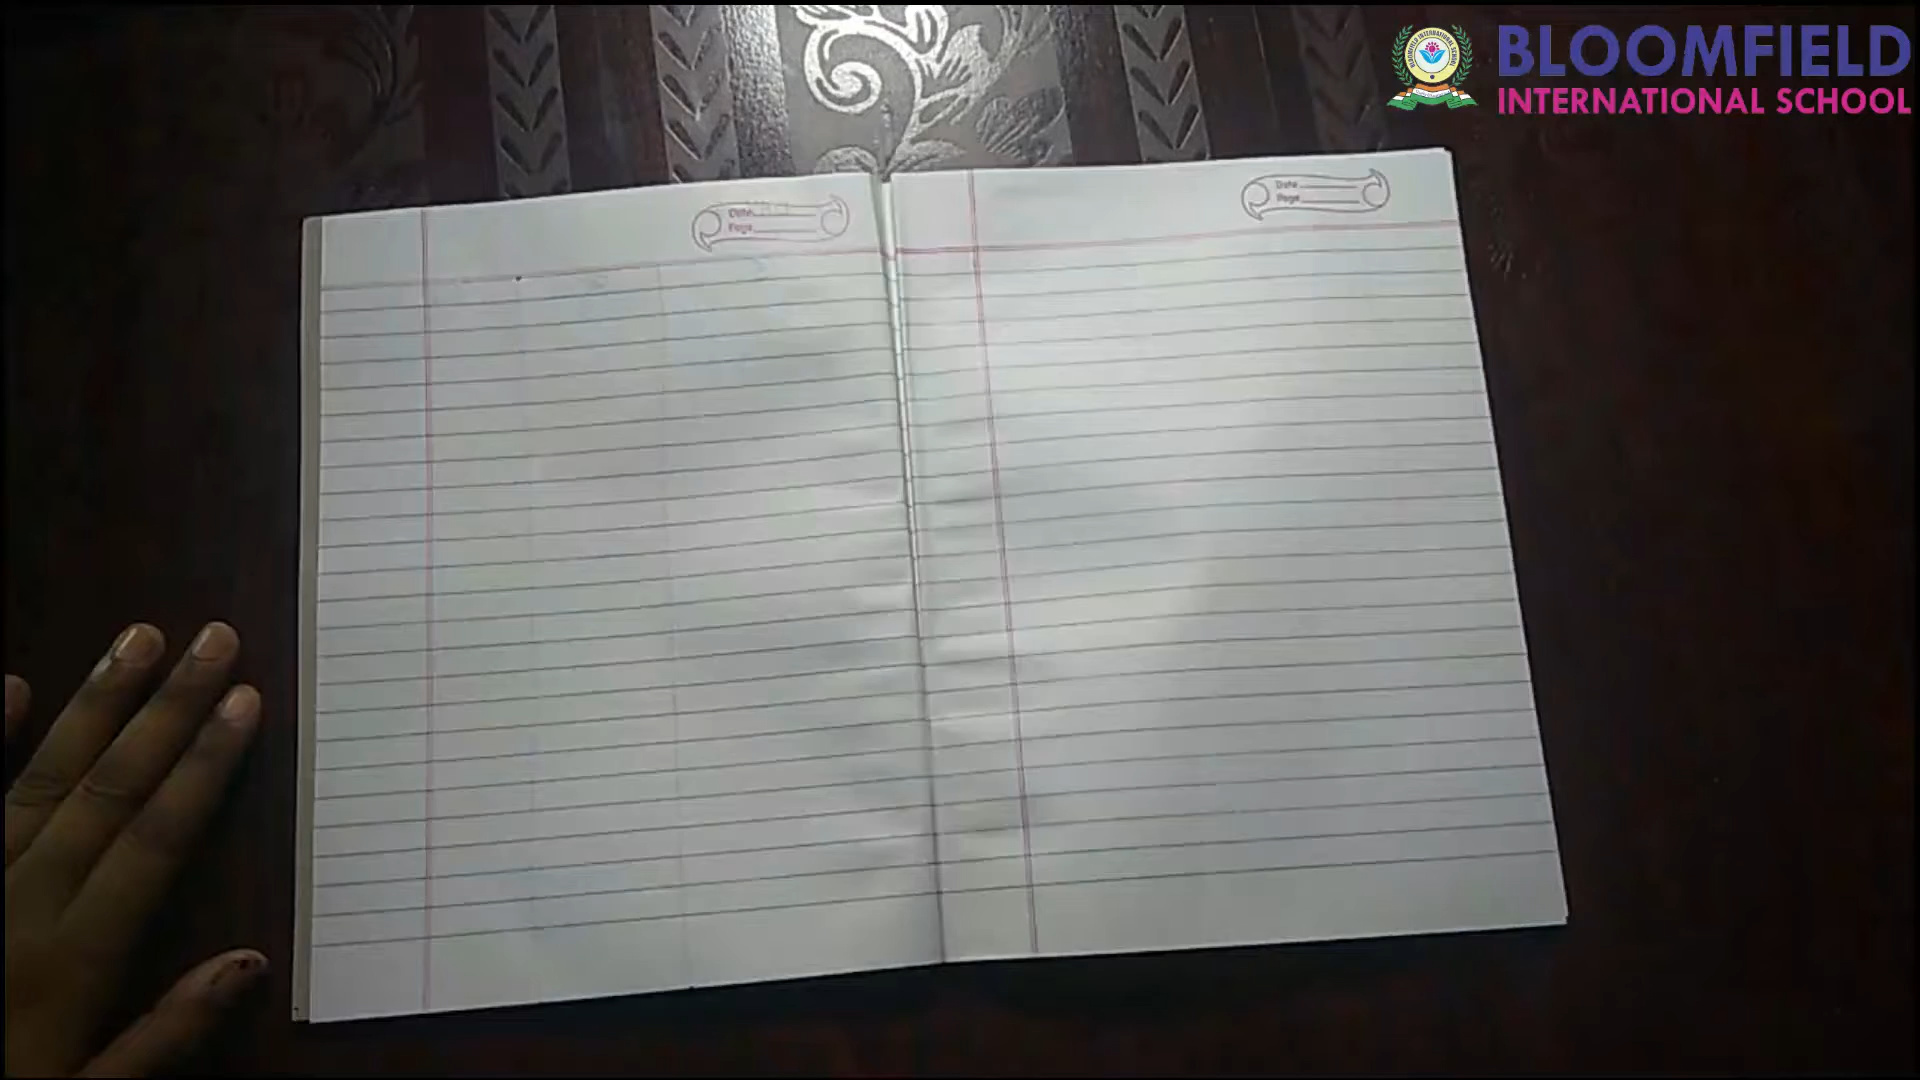 BLOOMFIELD
INTERNATIONAL SCHOOL
Date
Page
Date
Page